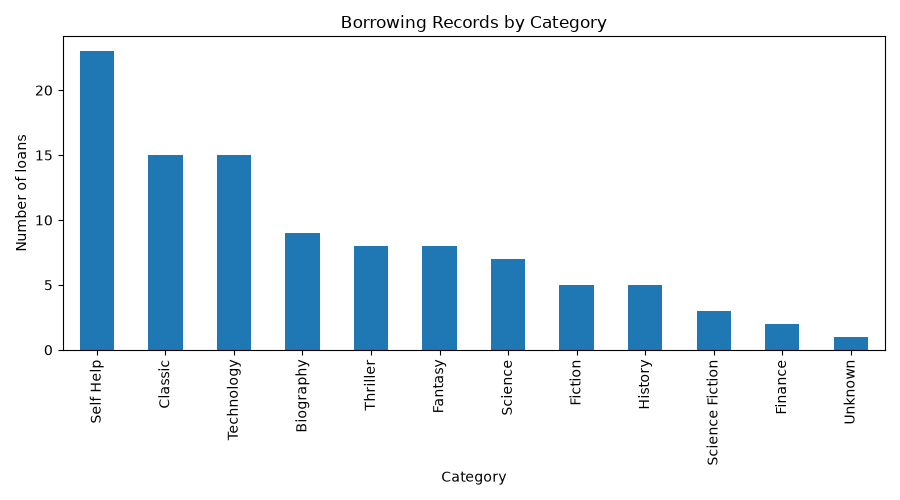 Borrowing Records by Category
Number of loans
20
15
10
5
0
Self Help
Classic
Technology
Biography
Thriller
Fantasy
Science
Fiction
History
Science Fiction
Finance
Unknown
Category